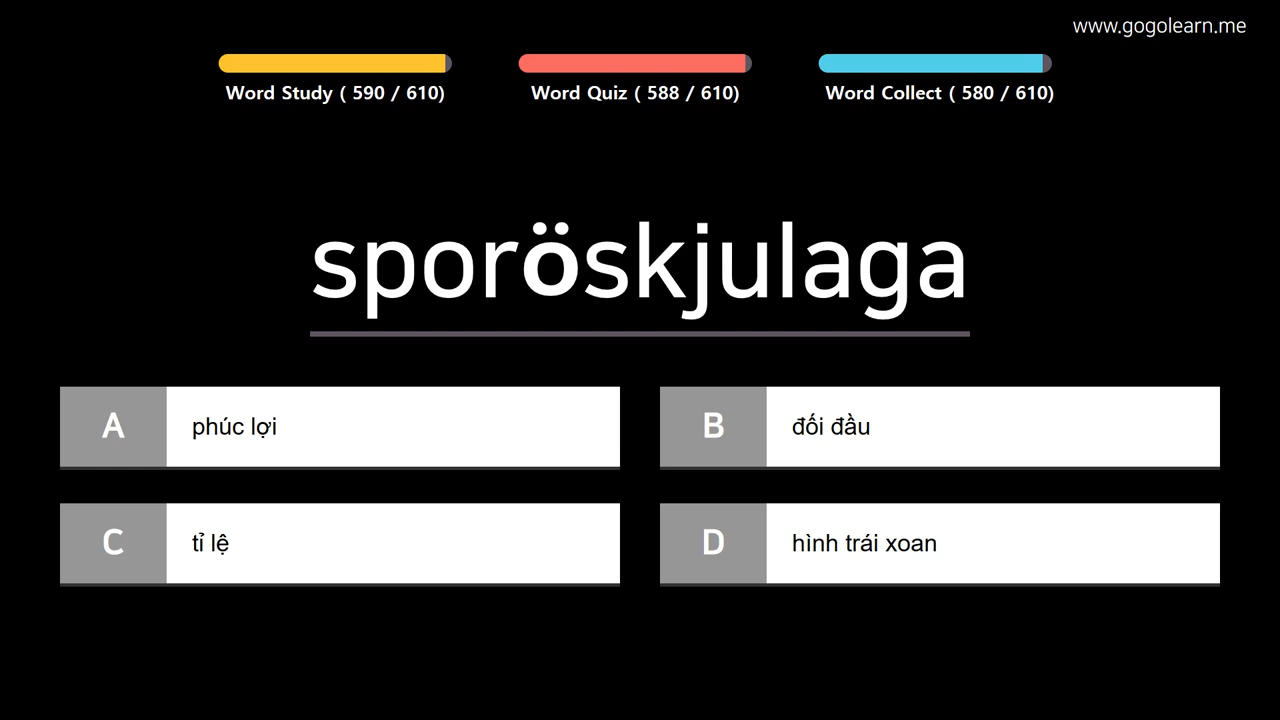 www.gogolearn.me
Word Study ( 590 / 610)
Word Quiz ( 588 / 610)
Word Collect ( 580 / 610)
sporöskjulaga
A phúc lợi
B đối đầu
C tỉ lệ
D hình trái xoan